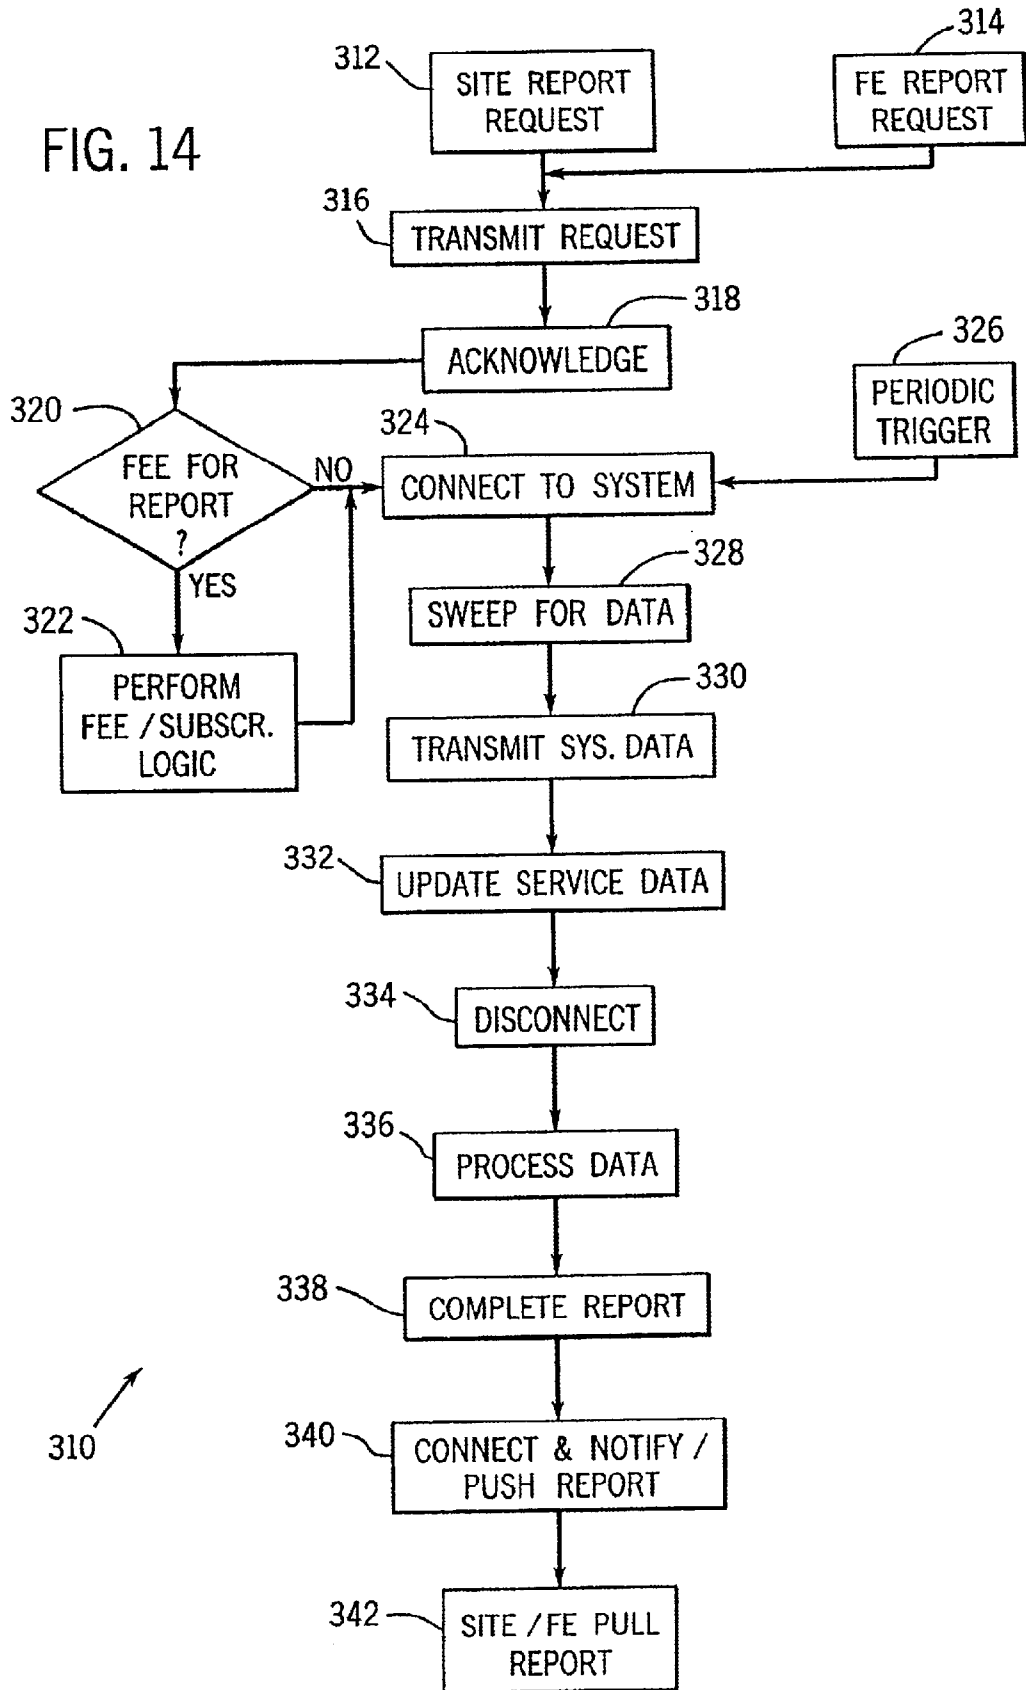 FIG. 14
312
SITE REPORT
REQUEST
314
FE REPORT
REQUEST
316
TRANSMIT REQUEST
318
ACKNOWLEDGE
320
FEE FOR
REPORT
?
NO
YES
322
PERFORM
FEE / SUBSCR.
LOGIC
324
CONNECT TO SYSTEM
326
PERIODIC
TRIGGER
328
SWEEP FOR DATA
330
TRANSMIT SYS. DATA
332
UPDATE SERVICE DATA
334
DISCONNECT
336
PROCESS DATA
338
COMPLETE REPORT
310
340
CONNECT & NOTIFY /
PUSH REPORT
342
SITE / FE PULL
REPORT